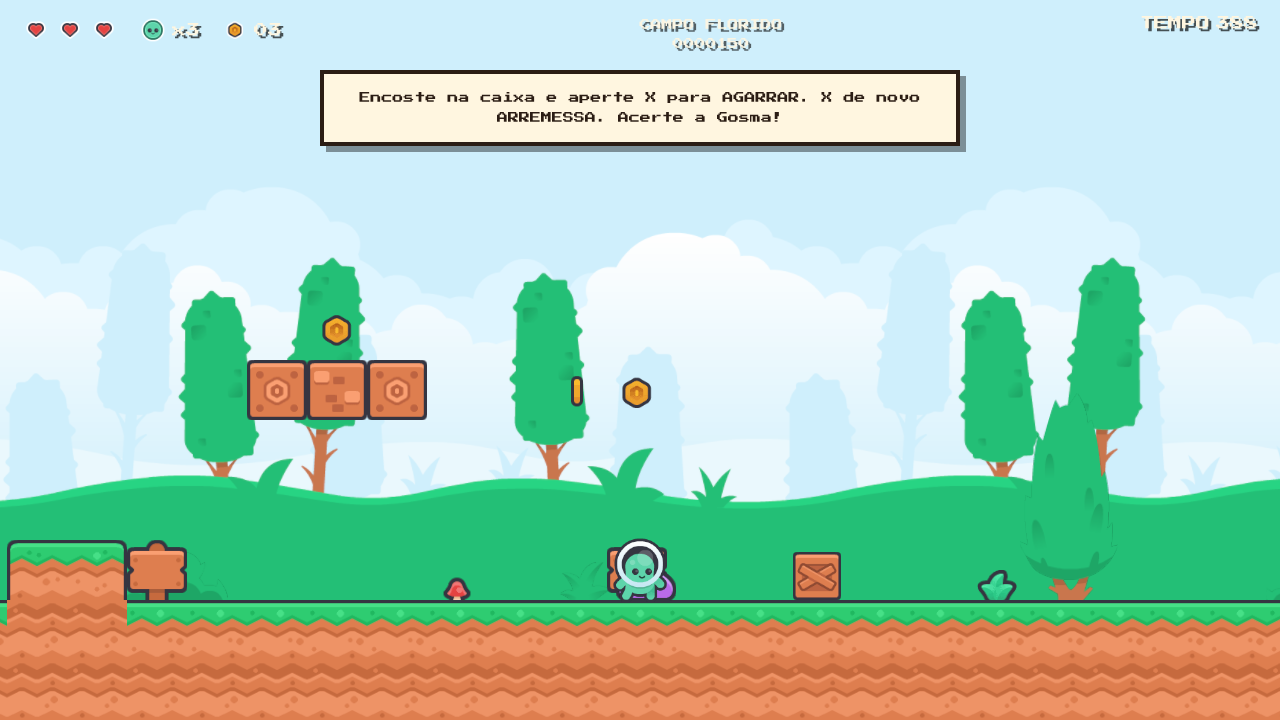 x3
03
CAMPO FLORIDO
0000150
TEMPO 388
Encoste na caixa e aperte X para AGARRAR. X de novo
ARREMESSA. Acerte a Gosma!